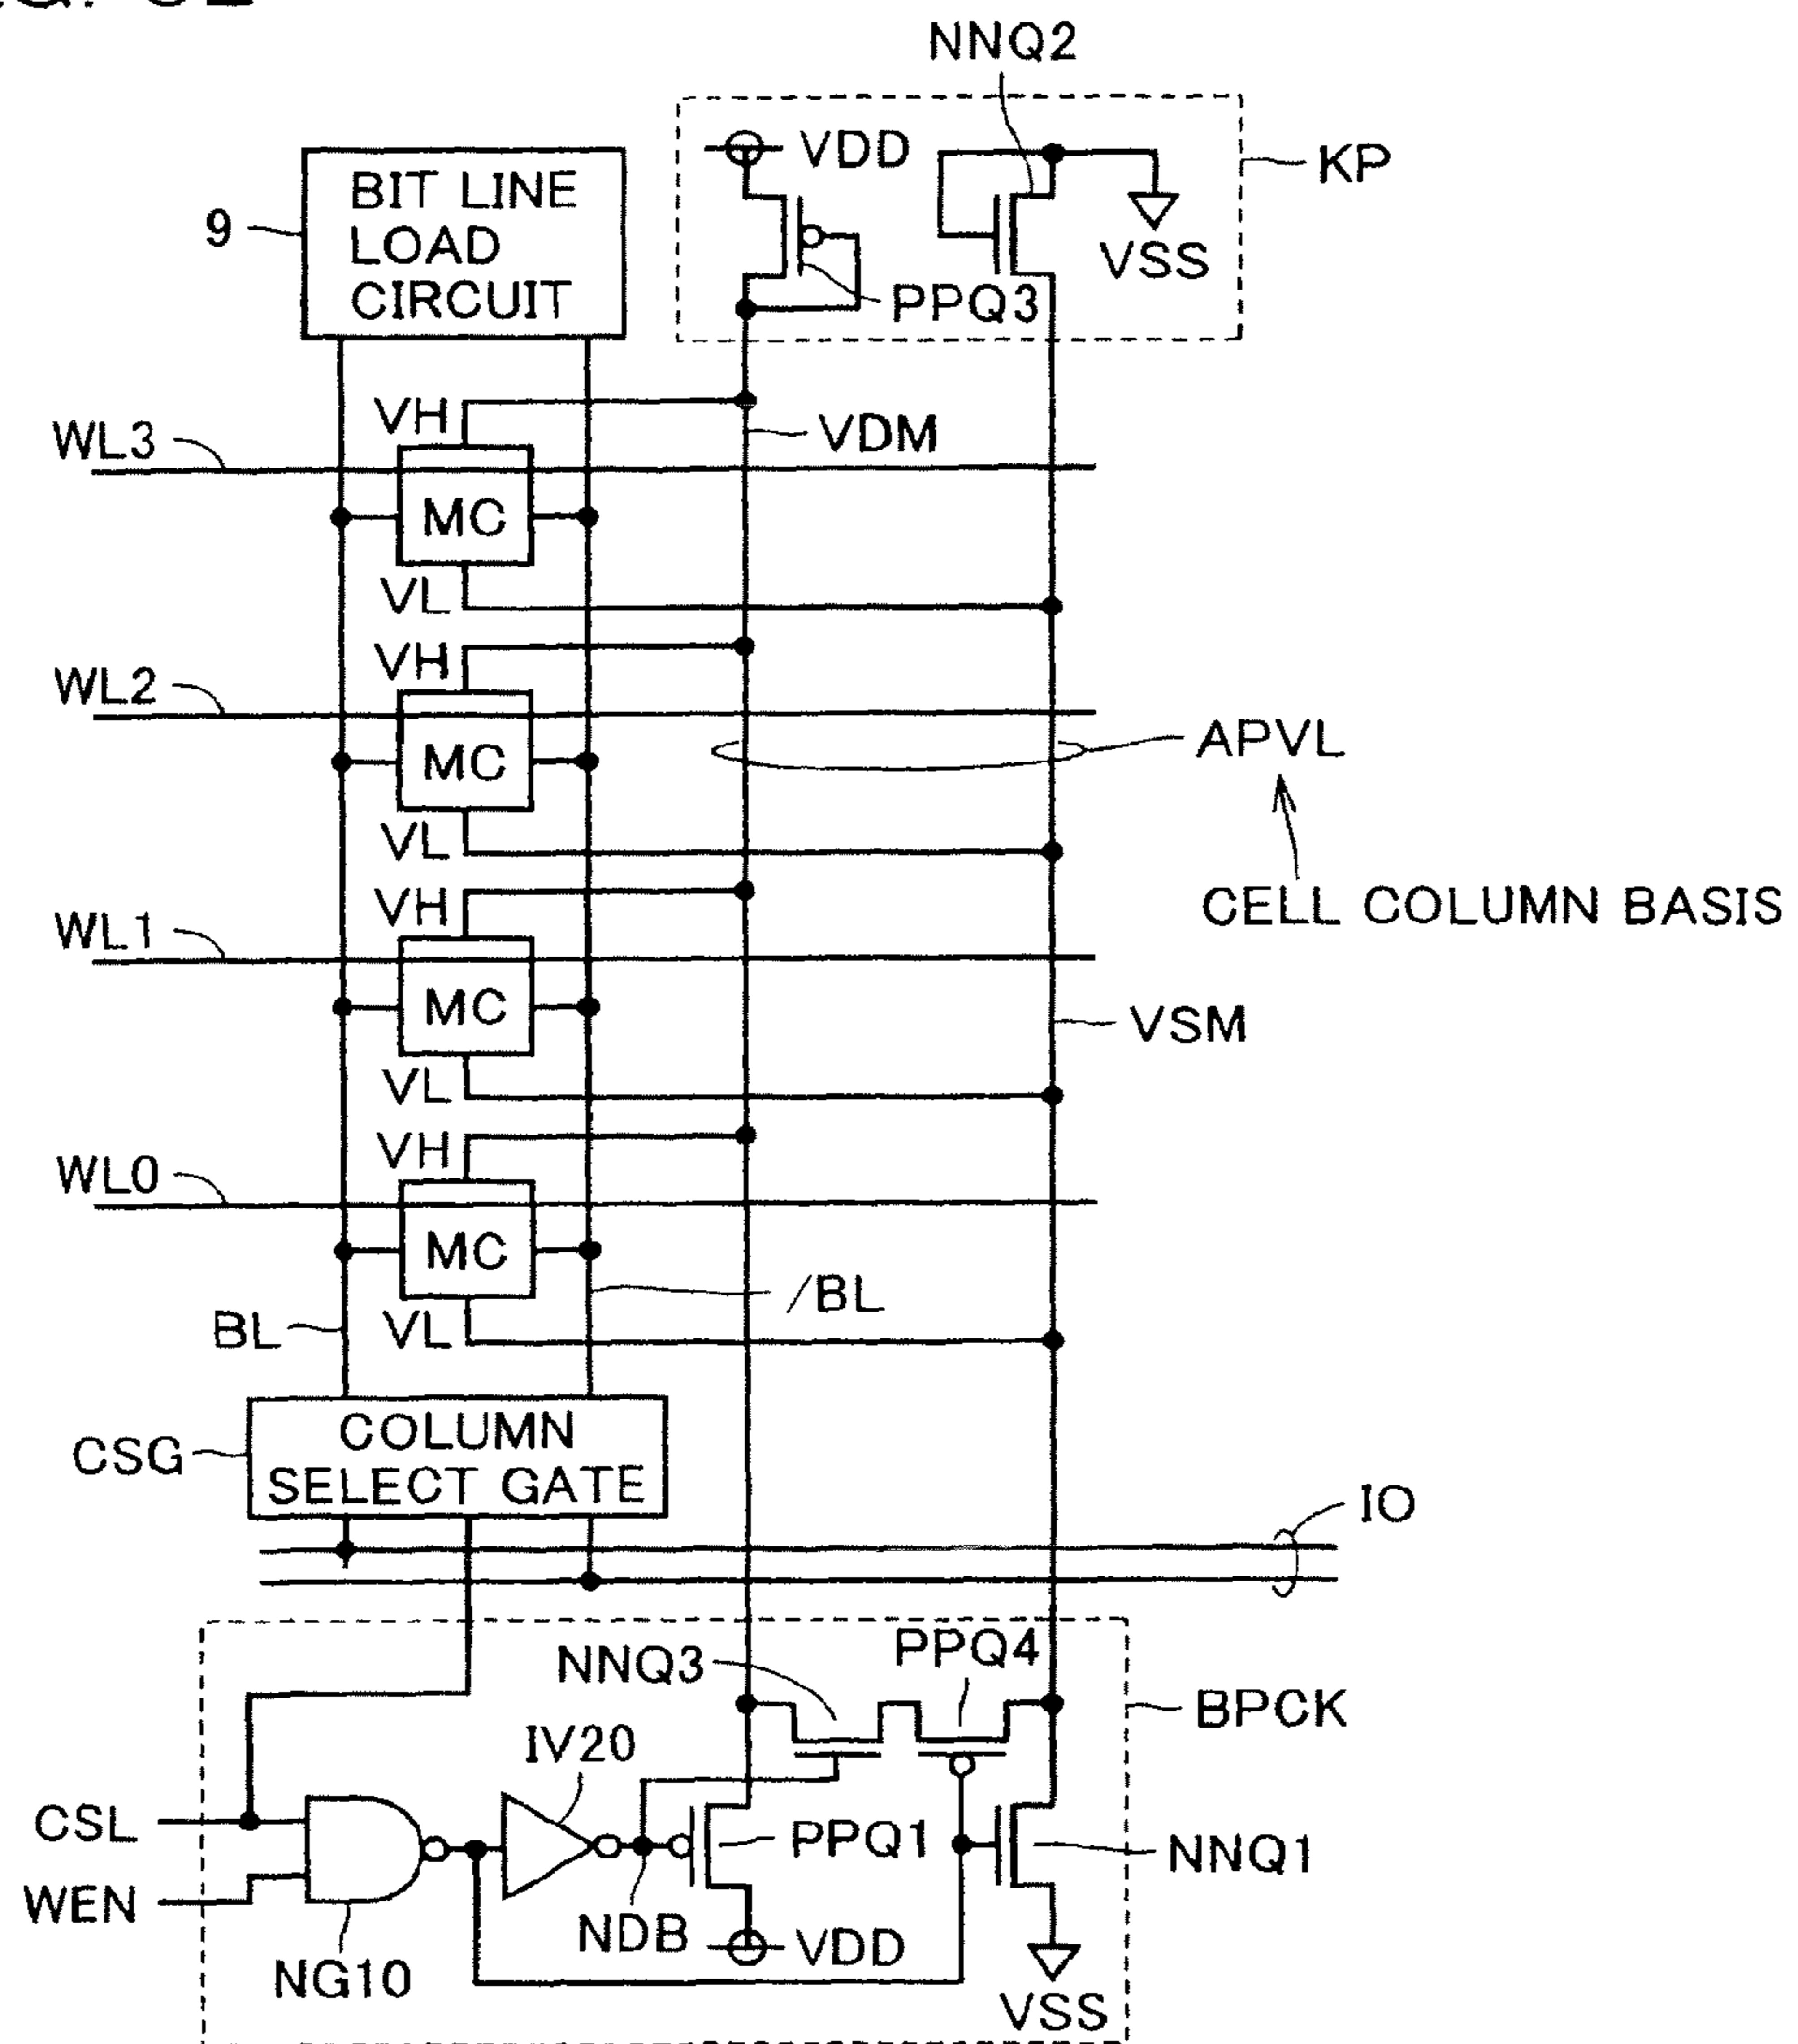 NNQ2
VDD
KP
BIT LINE
LOAD
CIRCUIT
9
VSS
PPQ3
VH
VDM
WL3
MC
VL
VH
WL2
MC
APVL
VL
VH
CELL COLUMN BASIS
WL1
MC
VSM
VL
VH
WL0
MC
/BL
BL
VL
COLUMN
SELECT GATE
CSG
IO
NNQ3
PPQ4
BPCK
IV20
CSL
PPQ1
NNQ1
WEN
NDB
VDD
NG10
VSS